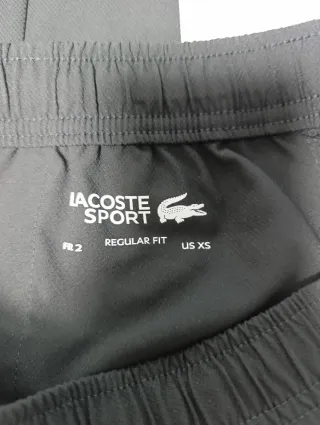 LACOSTE
SPORT
FR 2 REGULAR FIT US XS